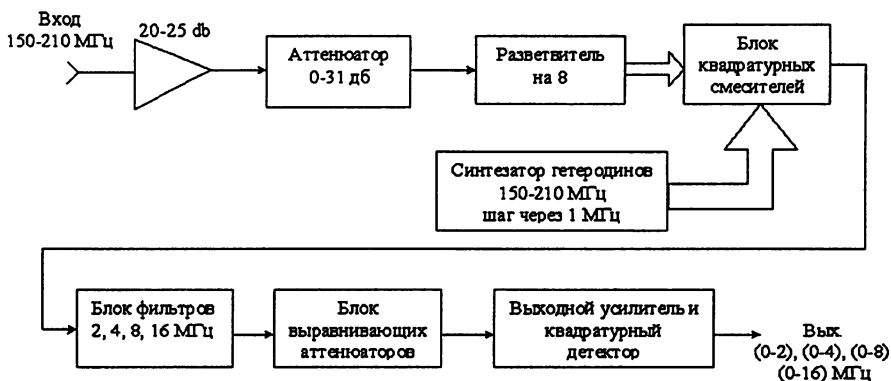 Вход
150-210 МГц
20-25 db
Аттенюатор
0-31 дб
Разветвитель
на 8
Блок
квадратурных
смесителей
Синтезатор гетеродинов
150-210 МГц
шаг через 1 МГц
Блок фильтров
2, 4, 8, 16 МГц
Блок
выравнивающих
аттенюаторов
Выходной усилитель и
квадратурный
детектор
Вых.
(0-2), (0-4), (0-8)
(0-16) МГц